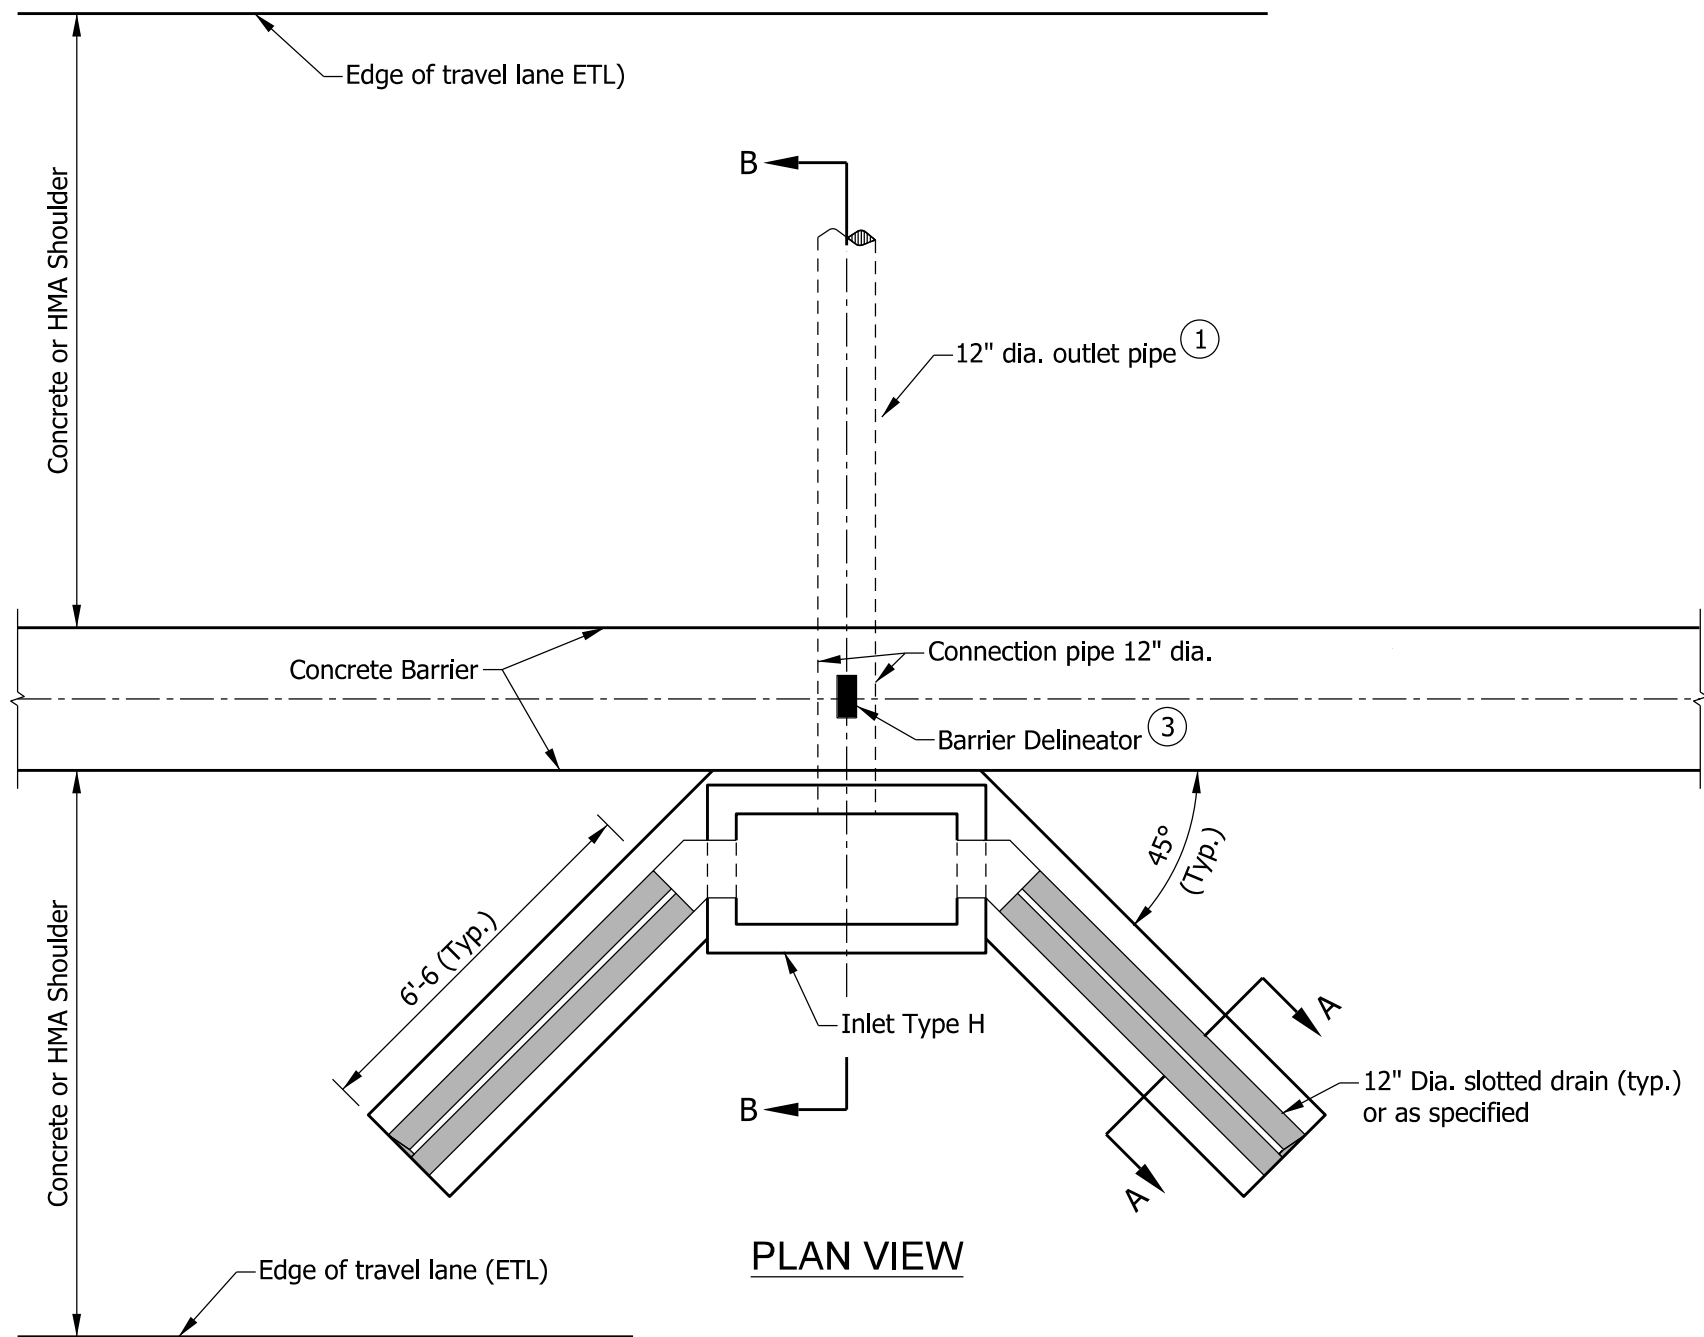 Edge of travel lane ETL)
B
Concrete or HMA Shoulder
12" dia. outlet pipe 1
Connection pipe 12" dia.
Concrete Barrier
Barrier Delineator 3
45°
(Typ.)
6'-6 (Typ.)
Concrete or HMA Shoulder
A
Inlet Type H
12" Dia. slotted drain (typ.)
or as specified
B
A
PLAN VIEW
Edge of travel lane (ETL)